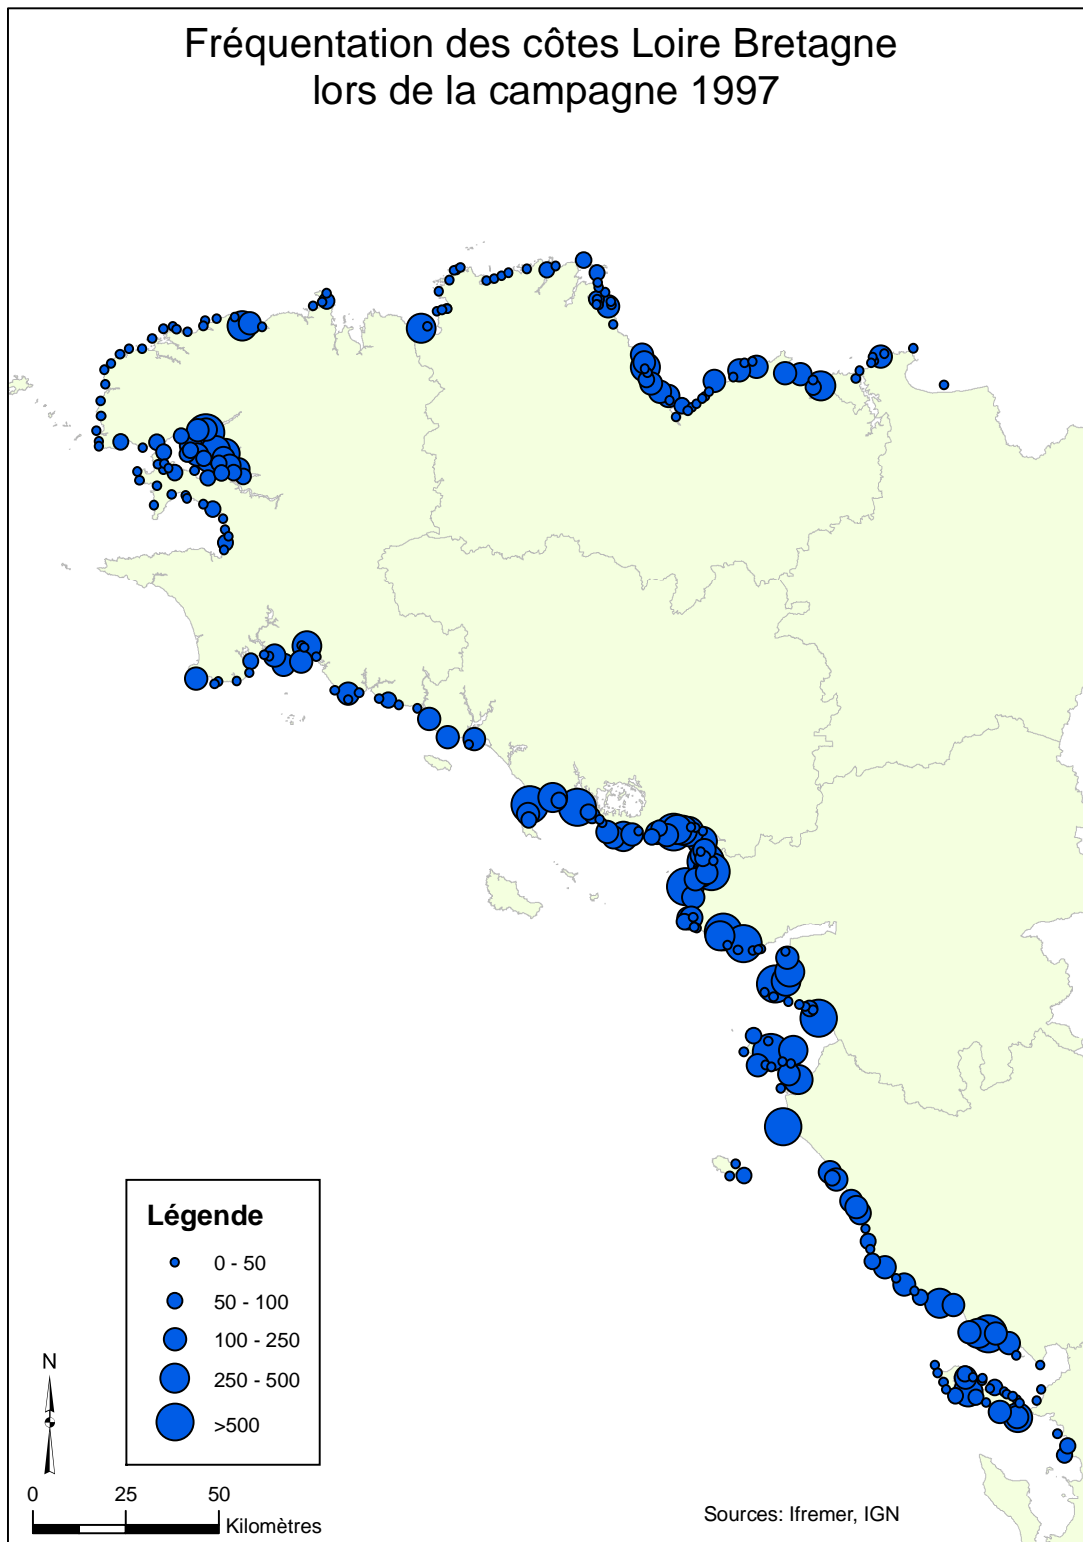 Fréquentation des côtes Loire Bretagne
lors de la campagne 1997
Légende
0 - 50
50 - 100
100 - 250
250 - 500
>500
N
0 25 50
Kilomètres
Sources: Ifremer, IGN